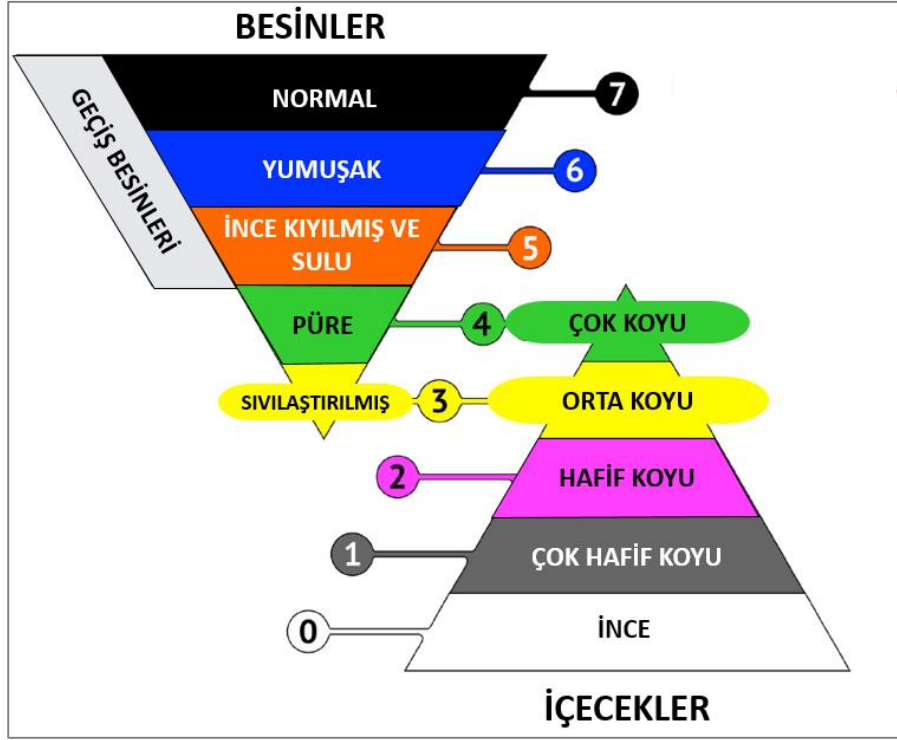 BESİNLER
GEÇİŞ BESİNLERİ
NORMAL
7
YUMUŞAK
6
İNCE KIYILMIŞ VE
SULU
5
PÜRE
4
ÇOK KOYU
SIVILAŞTIRILMIŞ
3
ORTA KOYU
2
HAFİF KOYU
1
ÇOK HAFİF KOYU
0
İNCE
İÇECEKLER